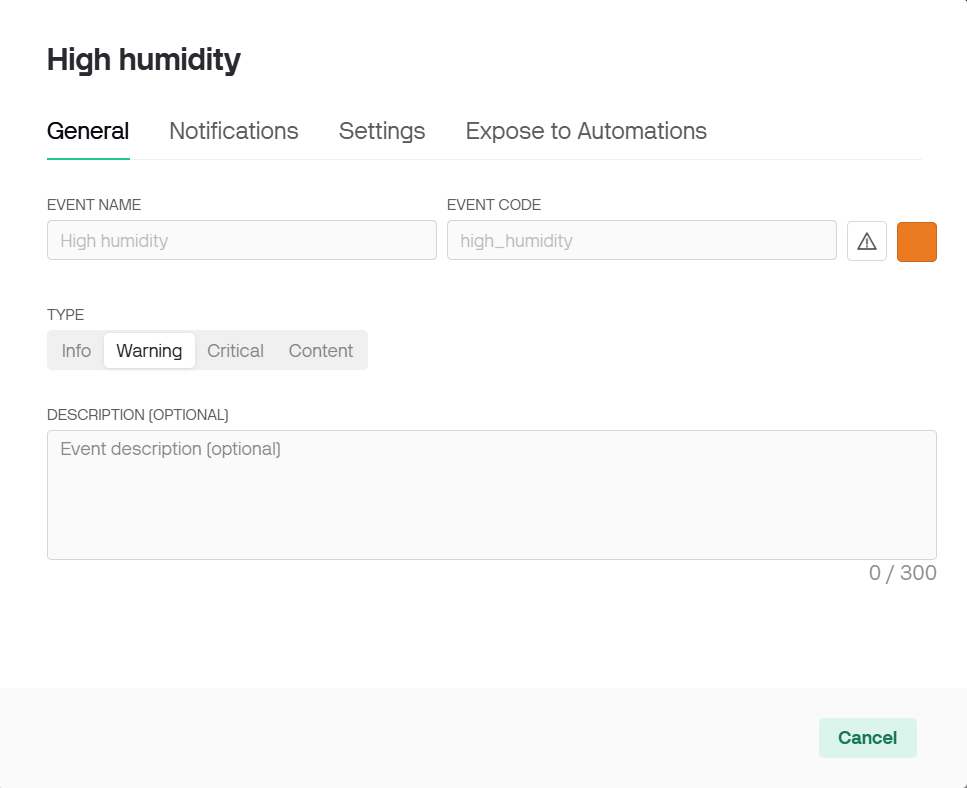 High humidity
General Notifications Settings Expose to Automations
EVENT NAME EVENT CODE
High humidity high_humidity
TYPE
Info Warning Critical Content
DESCRIPTION (OPTIONAL)
Event description (optional)
0 / 300
Cancel